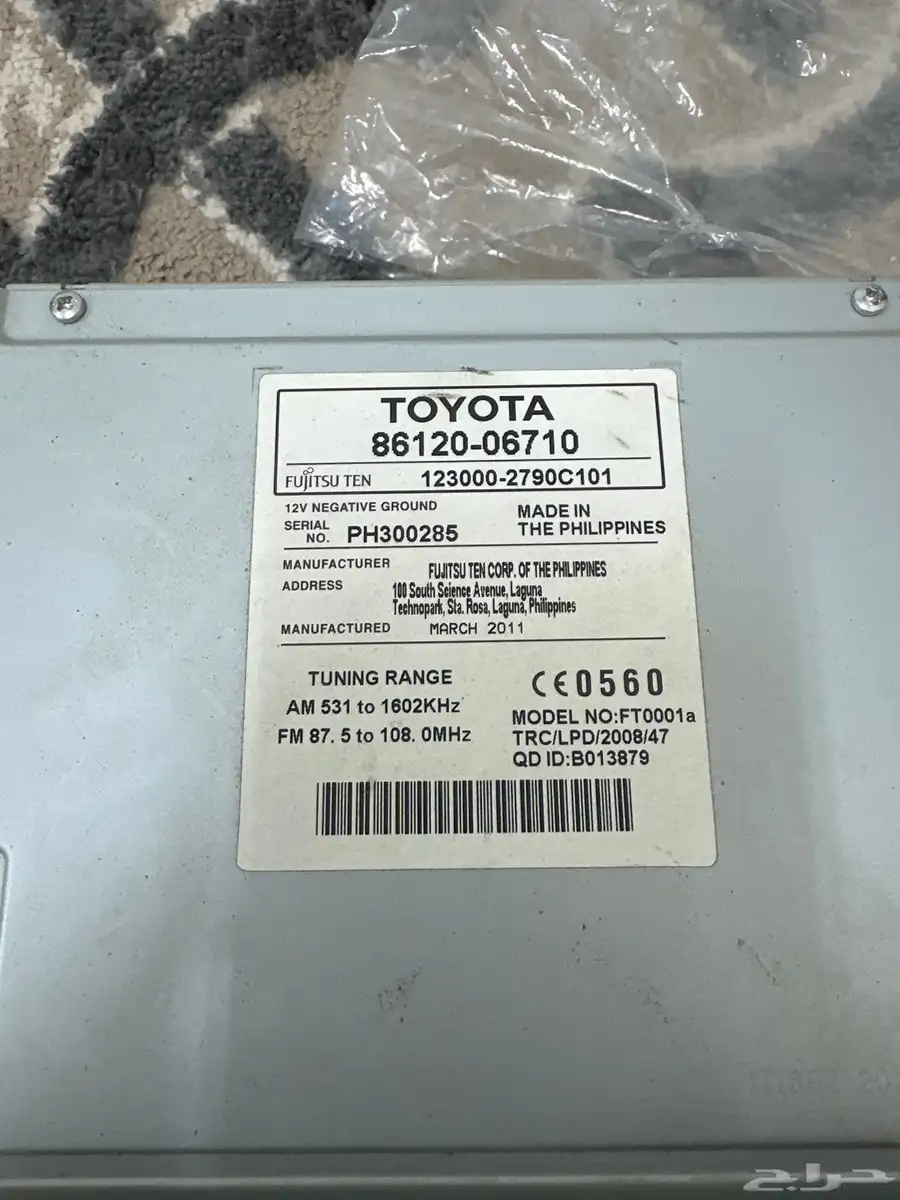 TOYOTA
86120-06710
FUJITSU TEN 123000-2790C101
12V NEGATIVE GROUND
SERIAL NO. PH300285
MADE IN THE PHILIPPINES
MANUFACTURER FUJITSU TEN CORP. OF THE PHILIPPINES
ADDRESS 100 South Science Avenue, Laguna
Technopark, Sta. Rosa, Laguna, Philippines
MANUFACTURED MARCH 2011
TUNING RANGE
AM 531 to 1602KHz
FM 87.5 to 108.0MHz
CE0560
MODEL NO:FT0001a
TRC/LPD/2008/47
QD ID:B013879
حراج